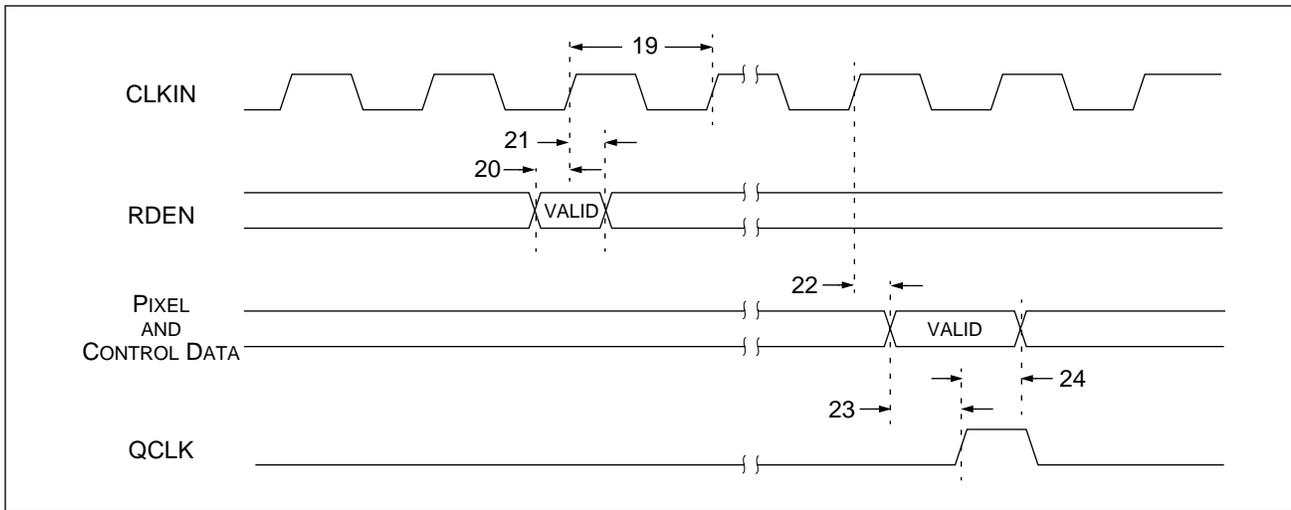 19
CLKIN
21
20
RDEN
VALID
22
PIXEL
AND
CONTROL DATA
VALID
24
23
QCLK